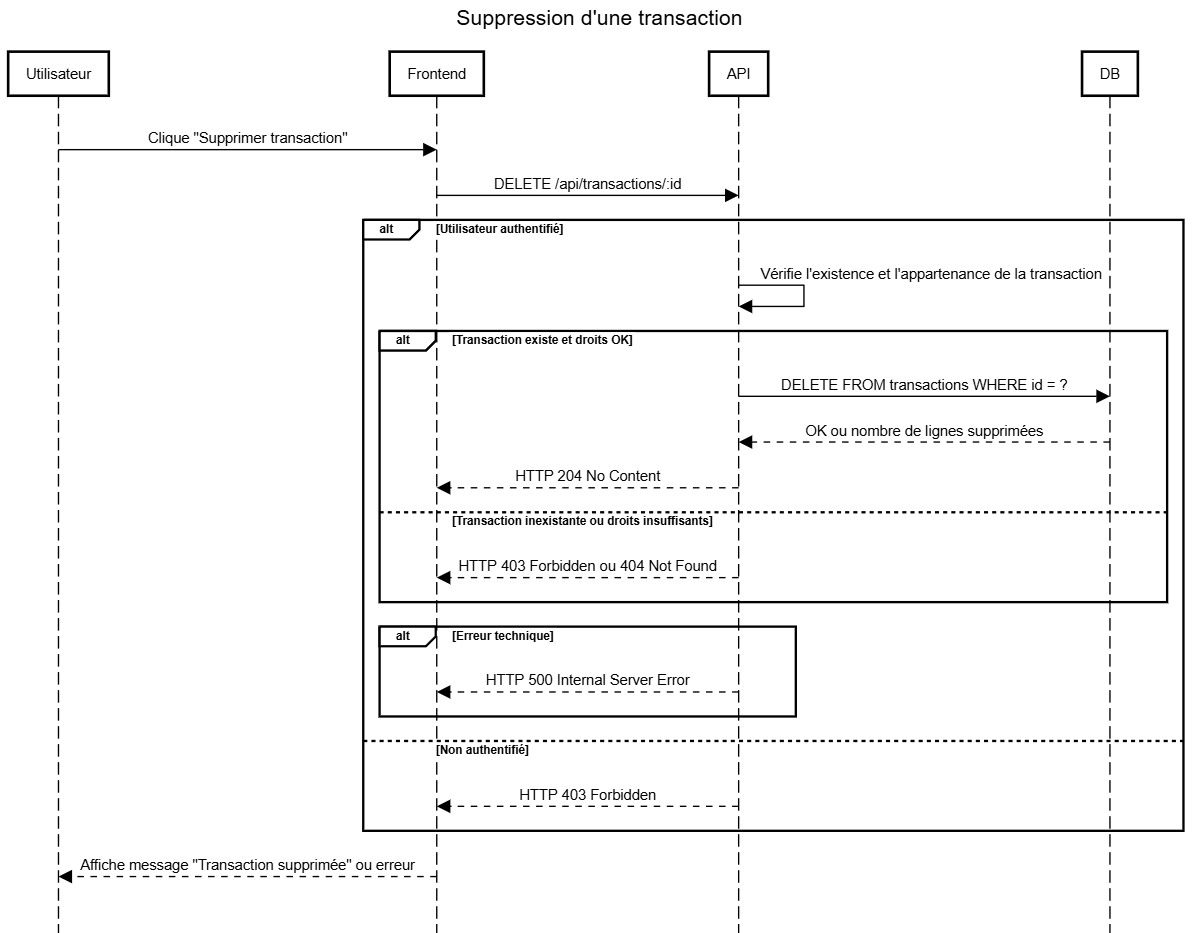 Suppression d'une transaction
Utilisateur
Frontend
API
DB
Clique "Supprimer transaction"
DELETE /api/transactions/:id
alt
[Utilisateur authentifié]
Vérifie l'existence et l'appartenance de la transaction
alt
[Transaction existe et droits OK]
DELETE FROM transactions WHERE id = ?
OK ou nombre de lignes supprimées
HTTP 204 No Content
[Transaction inexistante ou droits insuffisants]
HTTP 403 Forbidden ou 404 Not Found
alt
[Erreur technique]
HTTP 500 Internal Server Error
[Non authentifié]
HTTP 403 Forbidden
Affiche message "Transaction supprimée" ou erreur